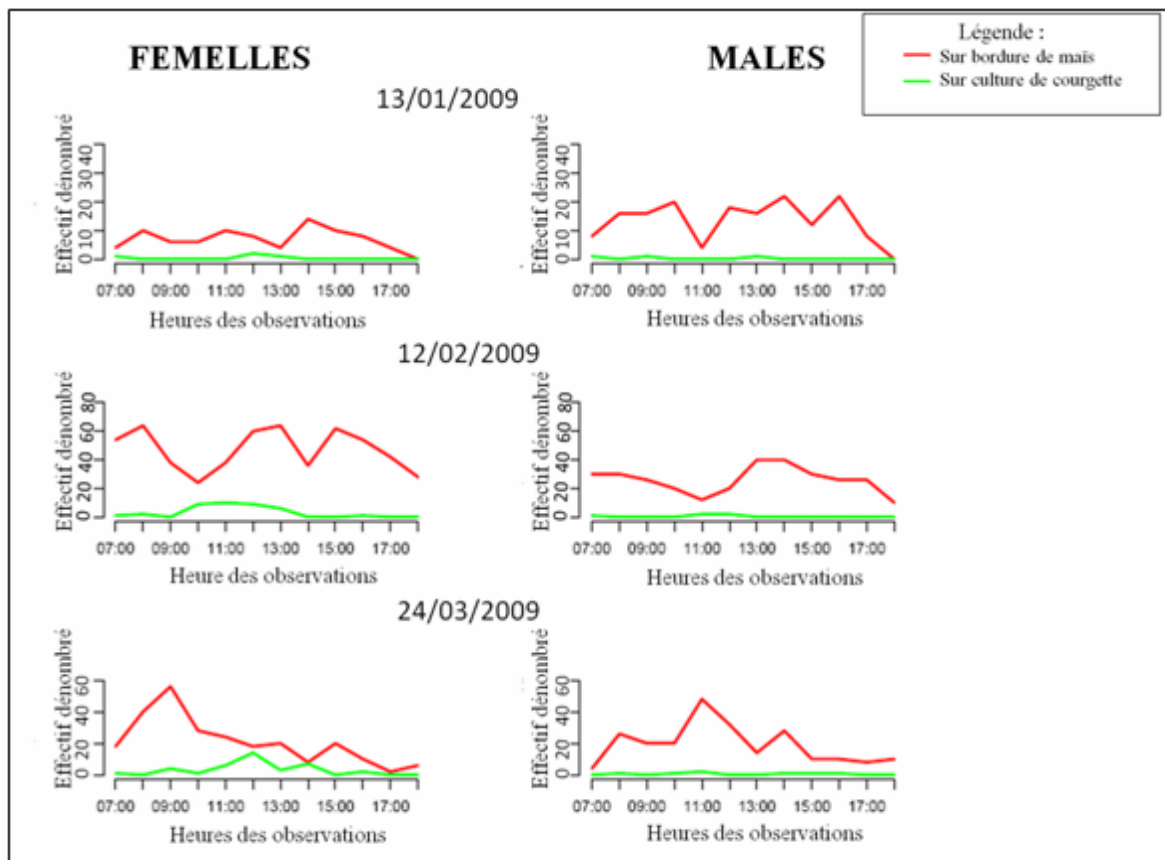 Légende :
Sur bordure de maïs
Sur culture de courgette
FEMELLES
MALES
13/01/2009
Effectif dénombré
0 10 20 30 40
07:00 09:00 11:00 13:00 15:00 17:00
Heures des observations
Effectif dénombré
0 10 20 30 40
07:00 09:00 11:00 13:00 15:00 17:00
Heures des observations
12/02/2009
Effectif dénombré
0 20 40 60 80
07:00 09:00 11:00 13:00 15:00 17:00
Heure des observations
Effectif dénombré
0 20 40 60 80
07:00 09:00 11:00 13:00 15:00 17:00
Heures des observations
24/03/2009
Effectif dénombré
0 20 40 60
07:00 09:00 11:00 13:00 15:00 17:00
Heures des observations
Effectif dénombré
0 20 40 60
07:00 09:00 11:00 13:00 15:00 17:00
Heures des observations